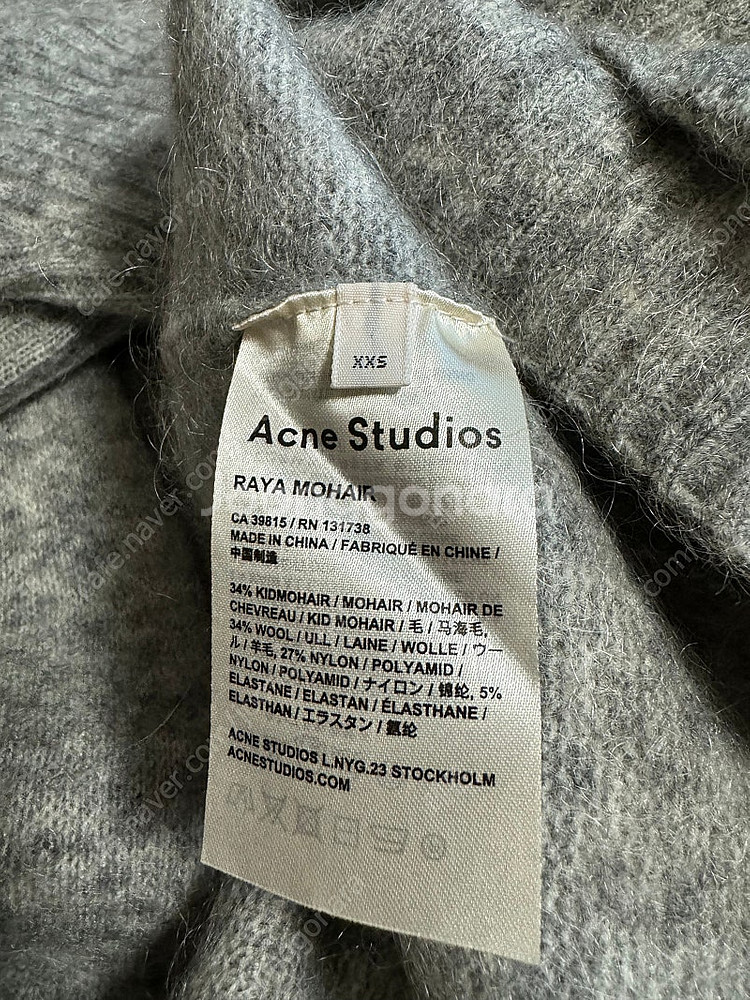 XXS
Acne Studios
RAYA MOHAIR
CA 39815 / RN 131738
MADE IN CHINA / FABRIQUÉ EN CHINE /
中国制造
34% KIDMOHAIR / MOHAIR / MOHAIR DE
CHEVREAU / KID MOHAIR / 毛 / 马海毛,
34% WOOL / ULL / LAINE / WOLLE / ウー
ル / 羊毛, 27% NYLON / POLYAMID /
NYLON / POLYAMID / ナイロン / 锦纶, 5%
ELASTANE / ELASTAN / ÉLASTHANE /
ELASTHAN / エラスタン / 氨纶
ACNE STUDIOS L.NYG.23 STOCKHOLM
ACNESTUDIOS.COM